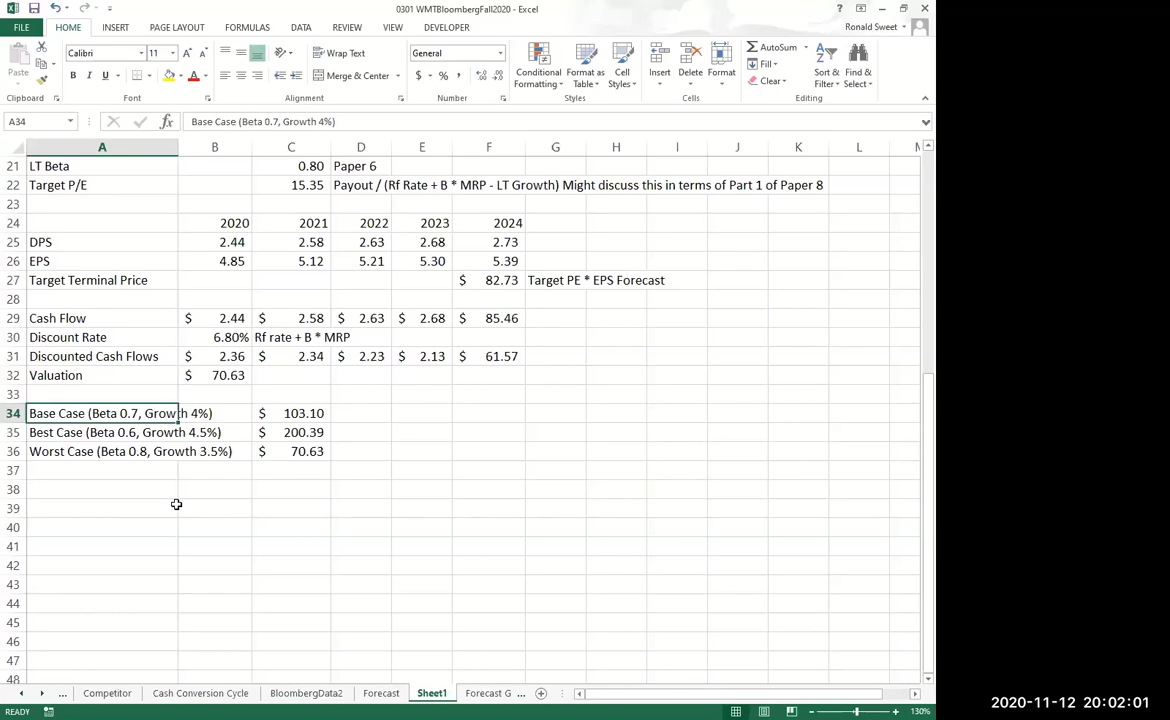 0301 WMTBloombergFall2020 - Excel
FILE HOME INSERT PAGE LAYOUT FORMULAS DATA REVIEW VIEW DEVELOPER Ronald Sweet
Paste Calibri 11 Wrap Text General Conditional Formatting Format as Table Cell Styles Insert Delete Format AutoSum Fill Clear Sort & Filter Find & Select
B I U Merge & Center $ % ,
Clipboard Font Alignment Number Styles Cells Editing
A34 fx Base Case (Beta 0.7, Growth 4%)
A B C D E F G H I J K L
21 LT Beta 0.80 Paper 6
22 Target P/E 15.35 Payout / (Rf Rate + B * MRP - LT Growth) Might discuss this in terms of Part 1 of Paper 8
23
24 2020 2021 2022 2023 2024
25 DPS 2.44 2.58 2.63 2.68 2.73
26 EPS 4.85 5.12 5.21 5.30 5.39
27 Target Terminal Price $ 82.73 Target PE * EPS Forecast
28
29 Cash Flow $ 2.44 $ 2.58 $ 2.63 $ 2.68 $ 85.46
30 Discount Rate 6.80% Rf rate + B * MRP
31 Discounted Cash Flows $ 2.36 $ 2.34 $ 2.23 $ 2.13 $ 61.57
32 Valuation $ 70.63
33
34 Base Case (Beta 0.7, Growth 4%) $ 103.10
35 Best Case (Beta 0.6, Growth 4.5%) $ 200.39
36 Worst Case (Beta 0.8, Growth 3.5%) $ 70.63
37
38
39
40
41
42
43
44
45
46
47
48
... Competitor Cash Conversion Cycle BloombergData2 Forecast Sheet1 Forecast G ...
READY 130%
2020-11-12 20:02:01